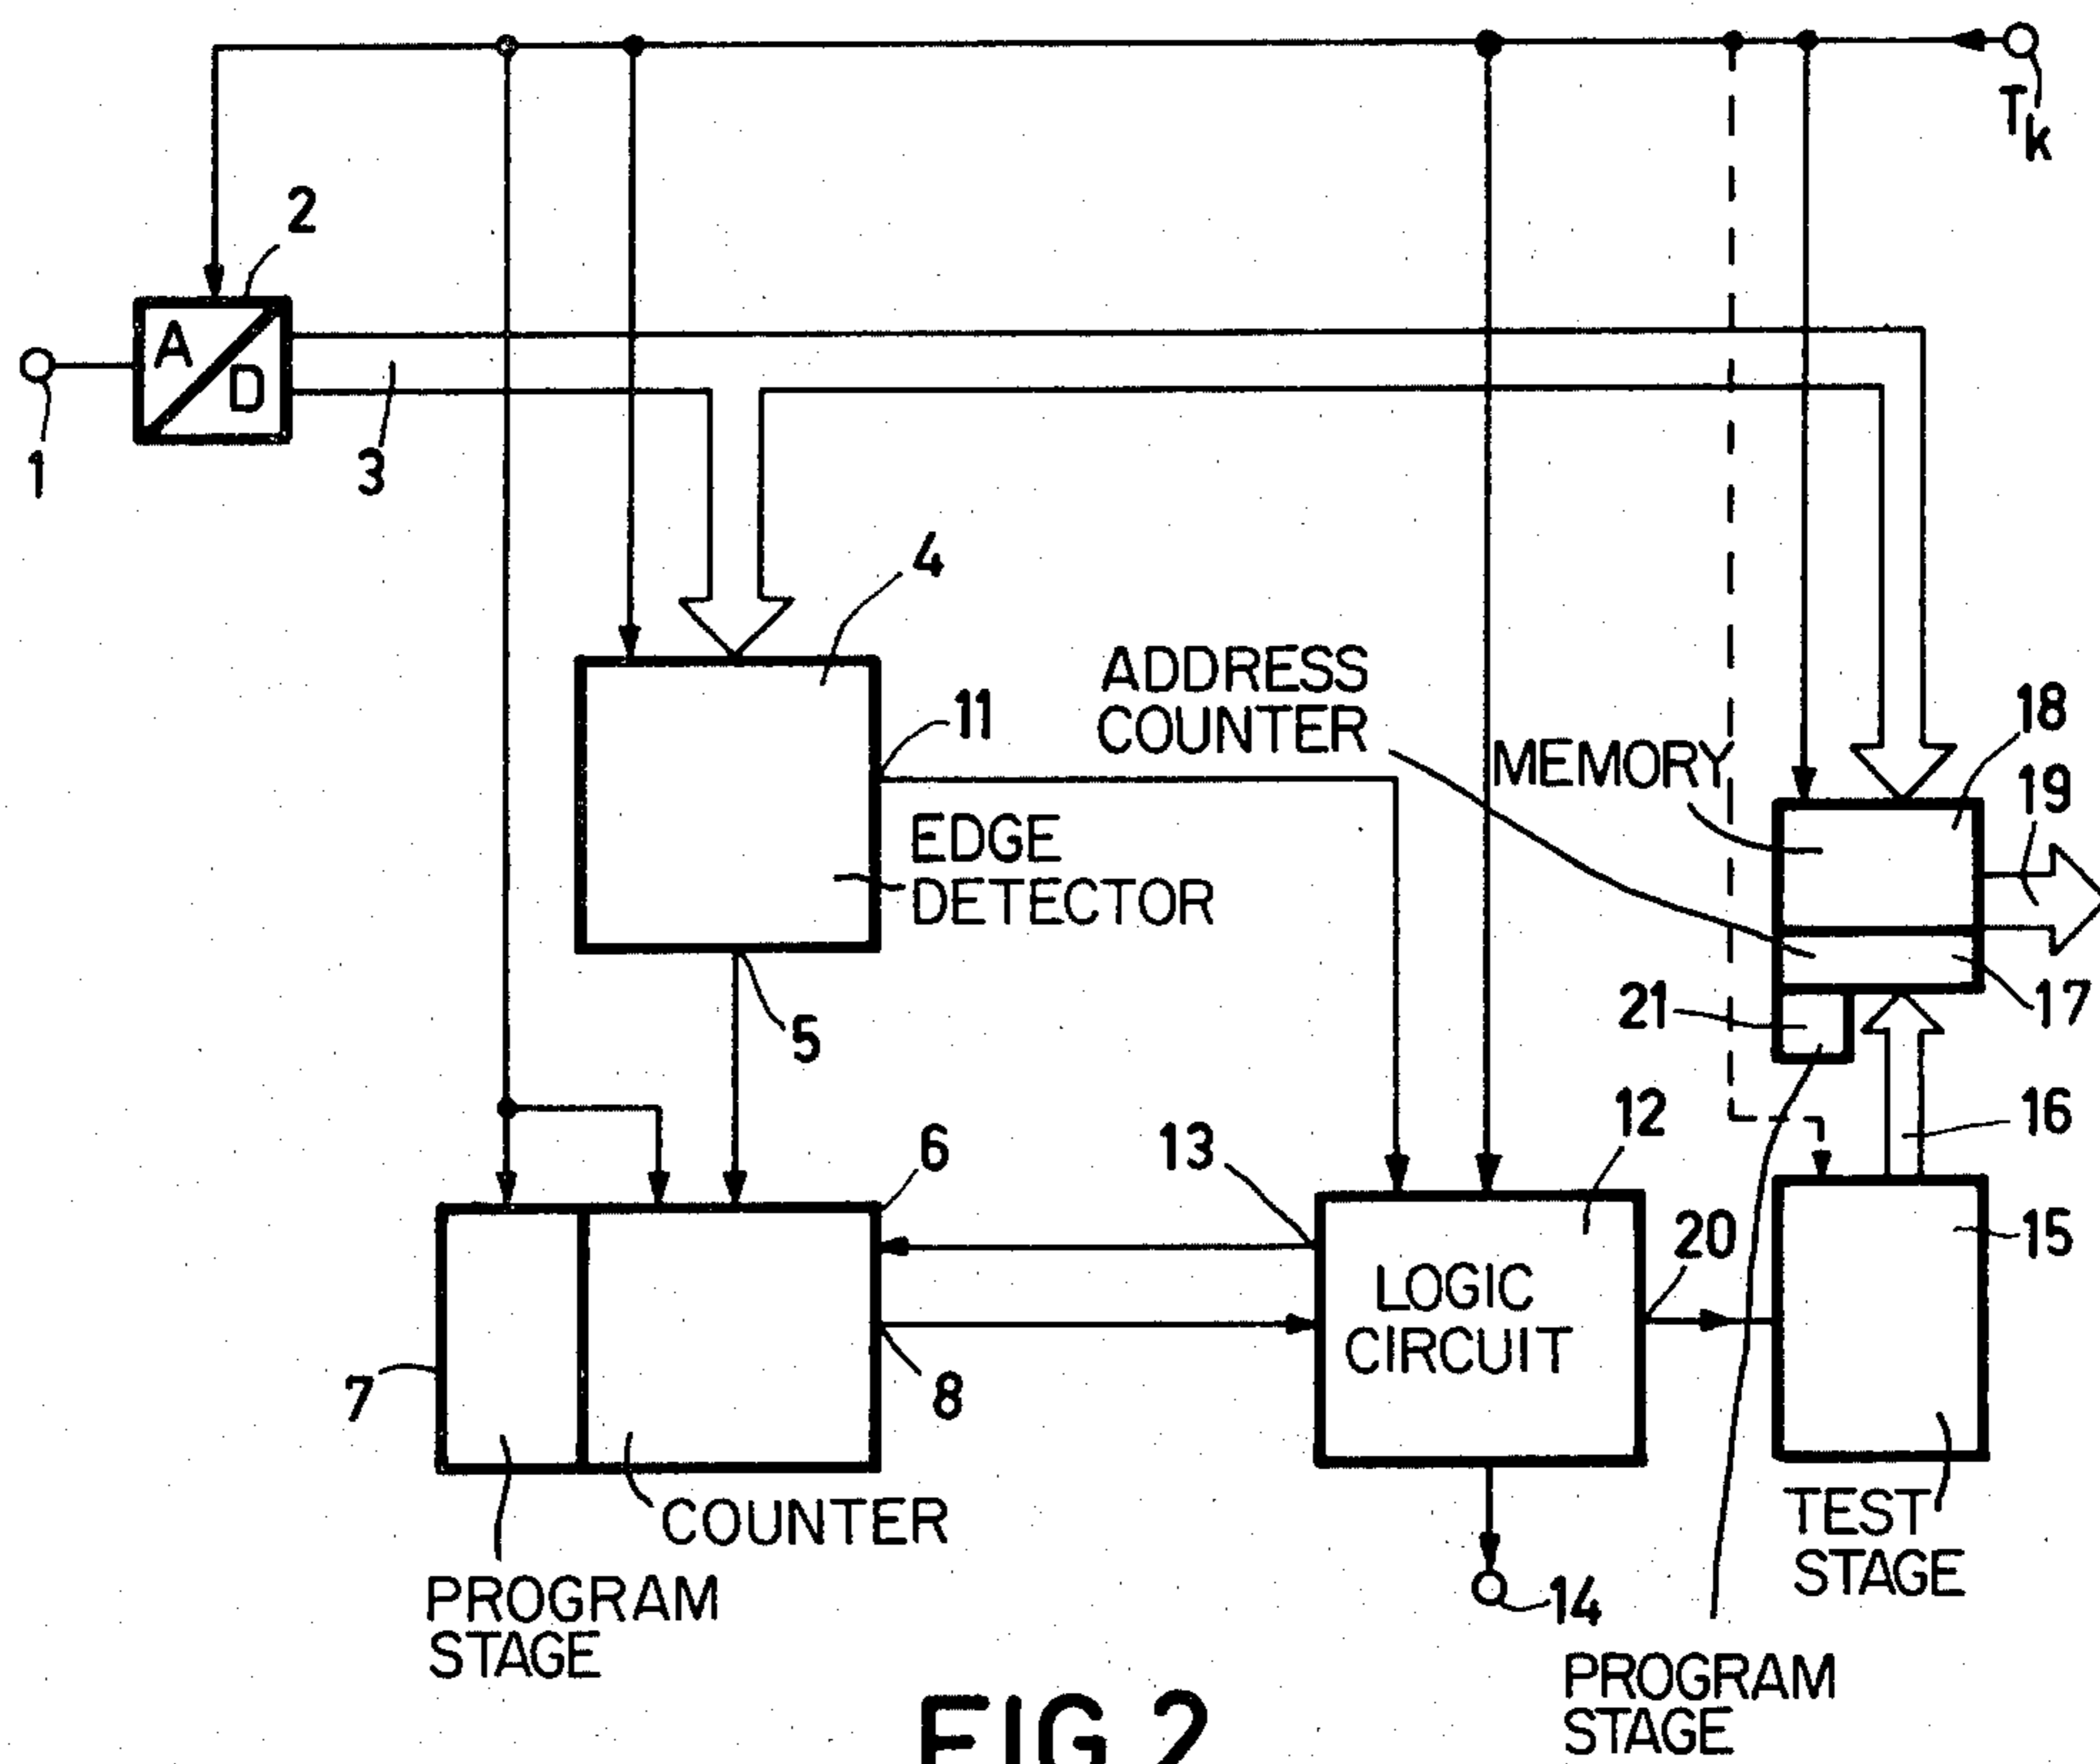 Tk
2
A
D
1
3
4
ADDRESS
COUNTER
11
MEMORY
18
19
EDGE
DETECTOR
21
17
5
16
6
13
12
20
15
LOGIC
CIRCUIT
7
8
COUNTER
TEST
STAGE
PROGRAM
STAGE
14
PROGRAM
STAGE
FIG.2